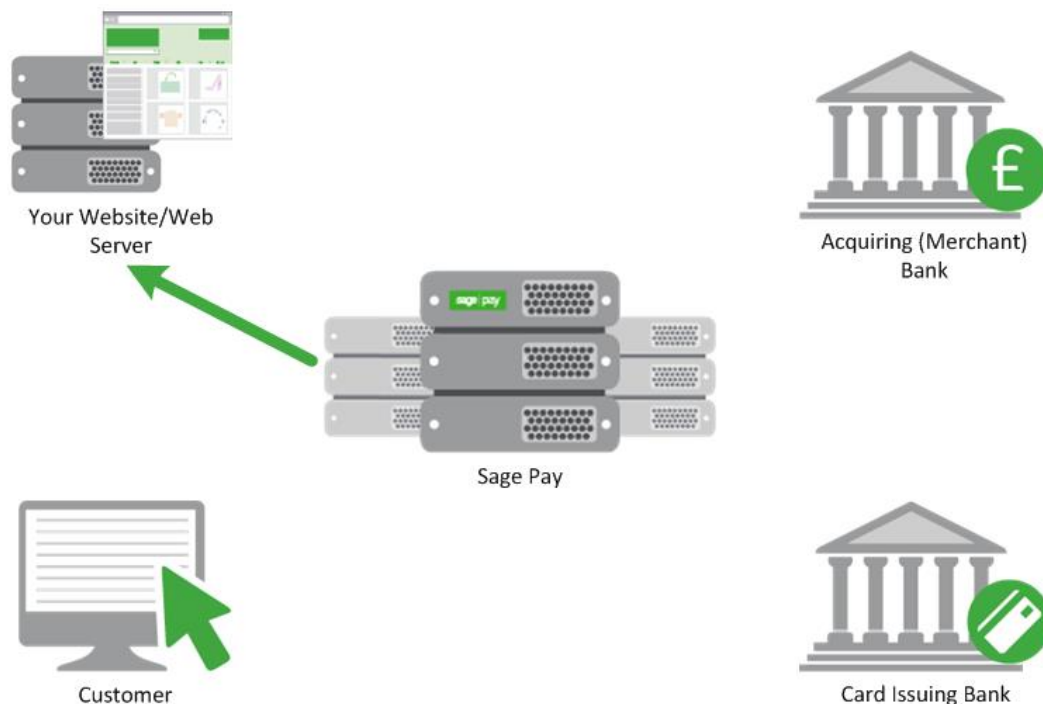 Your Website/Web
Server
Acquiring (Merchant)
Bank
sage pay
£
Sage Pay
Customer
Card Issuing Bank